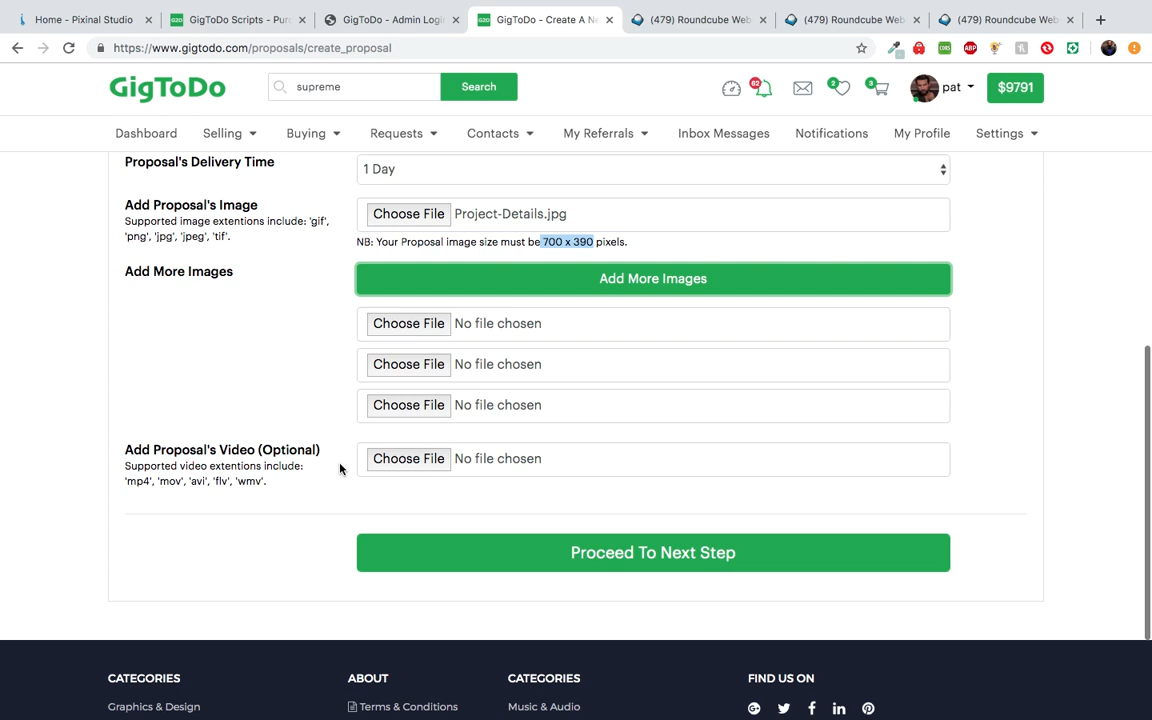 Home - Pixinal Studio
GigToDo Scripts - Pur
GigToDo - Admin Login
GigToDo - Create A Ne
(479) Roundcube Web
(479) Roundcube Web
(479) Roundcube Web
https://www.gigtodo.com/proposals/create_proposal
GigToDo
supreme
Search
62
2
3
pat
$9791
Dashboard
Selling
Buying
Requests
Contacts
My Referrals
Inbox Messages
Notifications
My Profile
Settings
Proposal's Delivery Time
1 Day
Add Proposal's Image
Supported image extentions include: 'gif',
'png', 'jpg', 'jpeg', 'tif'.
Choose File Project-Details.jpg
NB: Your Proposal image size must be 700 x 390 pixels.
Add More Images
Add More Images
Choose File No file chosen
Choose File No file chosen
Choose File No file chosen
Add Proposal's Video (Optional)
Supported video extentions include:
'mp4', 'mov', 'avi', 'flv', 'wmv'.
Choose File No file chosen
Proceed To Next Step
CATEGORIES
ABOUT
CATEGORIES
FIND US ON
Graphics & Design
Terms & Conditions
Music & Audio